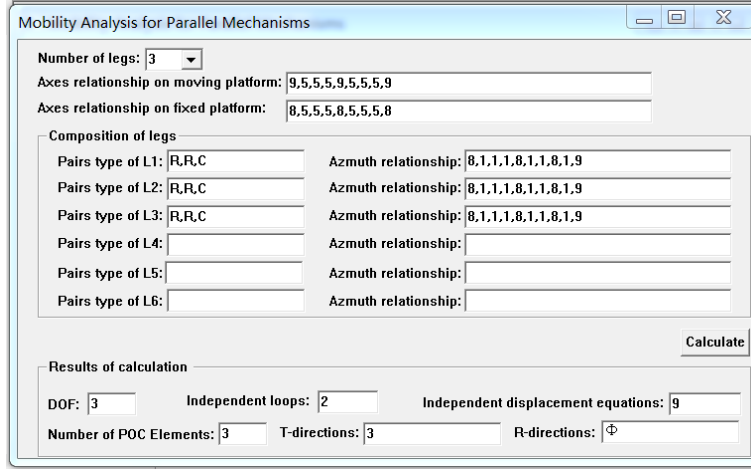 Mobility Analysis for Parallel Mechanisms
Number of legs: 3
Axes relationship on moving platform: 9,5,5,5,9,5,5,5,9
Axes relationship on fixed platform: 8,5,5,5,8,5,5,5,8
Composition of legs
Pairs type of L1: R,R,C Azmuth relationship: 8,1,1,1,8,1,1,8,1,9
Pairs type of L2: R,R,C Azmuth relationship: 8,1,1,1,8,1,1,8,1,9
Pairs type of L3: R,R,C Azmuth relationship: 8,1,1,1,8,1,1,8,1,9
Pairs type of L4: Azmuth relationship:
Pairs type of L5: Azmuth relationship:
Pairs type of L6: Azmuth relationship:
Calculate
Results of calculation
DOF: 3 Independent loops: 2 Independent displacement equations: 9
Number of POC Elements: 3 T-directions: 3 R-directions: Φ